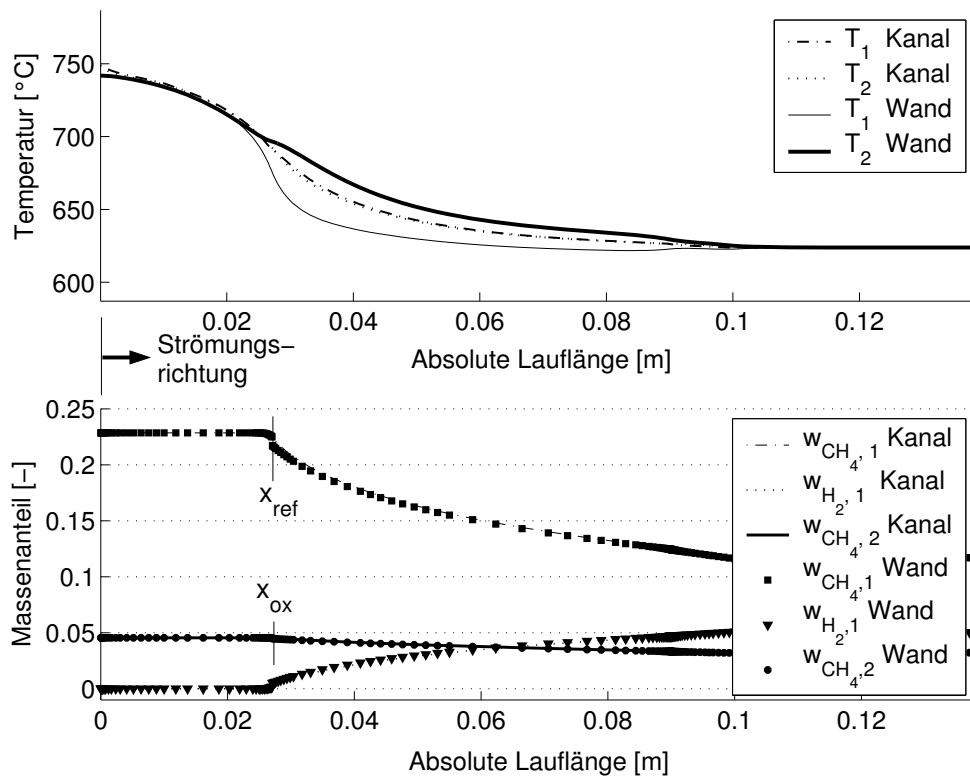 Temperatur [°C]
750
700
650
600
T1 Kanal
T2 Kanal
T1 Wand
T2 Wand
0.02
0.04
0.06
0.08
0.1
0.12
Absolute Lauflänge [m]
Strömungs–
richtung
Massenanteil [–]
0.25
0.2
0.15
0.1
0.05
0
xref
xox
wCH4, 1 Kanal
wH2, 1 Kanal
wCH4, 2 Kanal
wCH4,1 Wand
wH2,1 Wand
wCH4,2 Wand
0
0.02
0.04
0.06
0.08
0.1
0.12
Absolute Lauflänge [m]